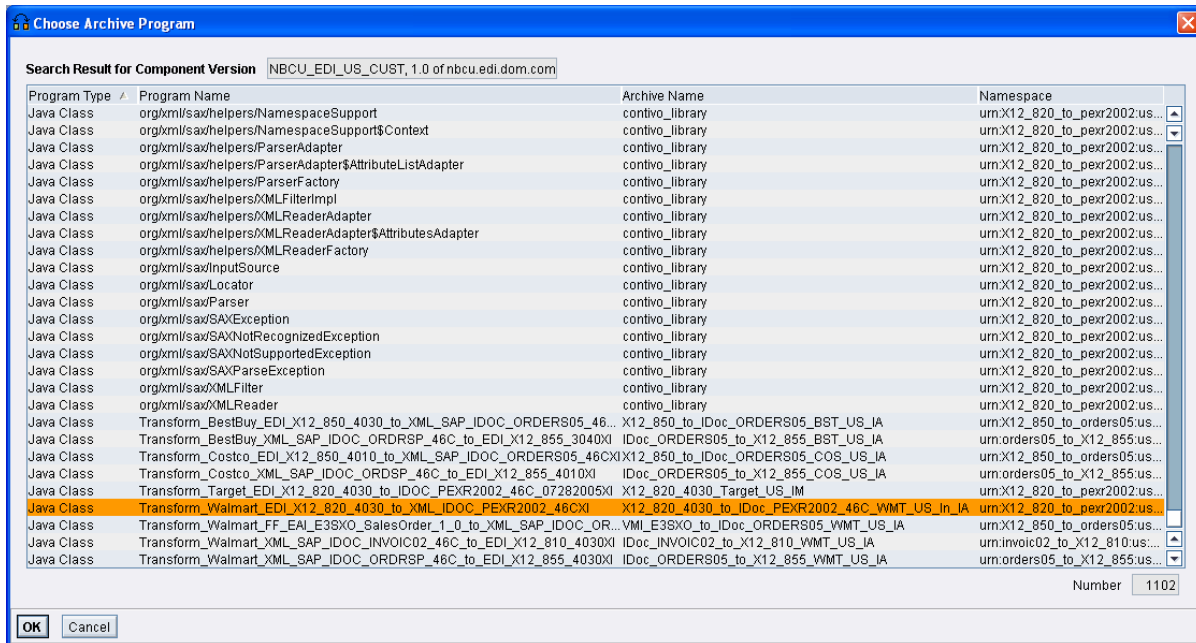 Choose Archive Program
Search Result for Component Version NBCU_EDI_US_CUST, 1.0 of nbcu.edi.dom.com
Program Type Program Name Archive Name Namespace
Java Class org/xml/sax/helpers/NamespaceSupport contivo_library urn:X12_820_to_pexr2002:us...
Java Class org/xml/sax/helpers/NamespaceSupport$Context contivo_library urn:X12_820_to_pexr2002:us...
Java Class org/xml/sax/helpers/ParserAdapter contivo_library urn:X12_820_to_pexr2002:us...
Java Class org/xml/sax/helpers/ParserAdapter$AttributeListAdapter contivo_library urn:X12_820_to_pexr2002:us...
Java Class org/xml/sax/helpers/ParserFactory contivo_library urn:X12_820_to_pexr2002:us...
Java Class org/xml/sax/helpers/XMLFilterImpl contivo_library urn:X12_820_to_pexr2002:us...
Java Class org/xml/sax/helpers/XMLReaderAdapter contivo_library urn:X12_820_to_pexr2002:us...
Java Class org/xml/sax/helpers/XMLReaderAdapter$AttributesAdapter contivo_library urn:X12_820_to_pexr2002:us...
Java Class org/xml/sax/helpers/XMLReaderFactory contivo_library urn:X12_820_to_pexr2002:us...
Java Class org/xml/sax/InputSource contivo_library urn:X12_820_to_pexr2002:us...
Java Class org/xml/sax/Locator contivo_library urn:X12_820_to_pexr2002:us...
Java Class org/xml/sax/Parser contivo_library urn:X12_820_to_pexr2002:us...
Java Class org/xml/sax/SAXException contivo_library urn:X12_820_to_pexr2002:us...
Java Class org/xml/sax/SAXNotRecognizedException contivo_library urn:X12_820_to_pexr2002:us...
Java Class org/xml/sax/SAXNotSupportedException contivo_library urn:X12_820_to_pexr2002:us...
Java Class org/xml/sax/SAXParseException contivo_library urn:X12_820_to_pexr2002:us...
Java Class org/xml/sax/XMLFilter contivo_library urn:X12_820_to_pexr2002:us...
Java Class org/xml/sax/XMLReader contivo_library urn:X12_820_to_pexr2002:us...
Java Class Transform_BestBuy_EDI_X12_850_4030_to_XML_SAP_IDOC_ORDERS05_46... X12_850_to_IDoc_ORDERS05_BST_US_IA urn:X12_850_to_orders05:us...
Java Class Transform_BestBuy_XML_SAP_IDOC_ORDRSP_46C_to_EDI_X12_855_3040XI IDoc_ORDERS05_to_X12_855_BST_US_IA urn:orders05_to_X12_855:us...
Java Class Transform_Costco_EDI_X12_850_4010_to_XML_SAP_IDOC_ORDERS05_46CXI X12_850_to_IDoc_ORDERS05_COS_US_IA urn:X12_850_to_orders05:us...
Java Class Transform_Costco_XML_SAP_IDOC_ORDSP_46C_to_EDI_X12_855_4010XI IDoc_ORDERS05_to_X12_855_COS_US_IA urn:orders05_to_X12_855:us...
Java Class Transform_Target_EDI_X12_820_4030_to_IDOC_PEXR2002_46C_07282005XI X12_820_4030_Target_US_IM urn:X12_820_to_pexr2002:us...
Java Class Transform_Walmart_EDI_X12_820_4030_to_XML_IDOC_PEXR2002_46CXI X12_820_4030_to_IDoc_PEXR2002_46C_WMT_US_In_IA urn:X12_820_to_pexr2002:us...
Java Class Transform_Walmart_FF_EAI_E3SXO_SalesOrder_1_0_to_XML_SAP_IDOC_OR... VMI_E3SXO_to_IDoc_ORDERS05_WMT_US_IA urn:X12_850_to_orders05:us...
Java Class Transform_Walmart_XML_SAP_IDOC_INVOIC02_46C_to_EDI_X12_810_4030XI IDoc_INVOIC02_to_X12_810_WMT_US_IA urn:invoic02_to_X12_810:us:...
Java Class Transform_Walmart_XML_SAP_IDOC_ORDRSP_46C_to_EDI_X12_855_4030XI IDoc_ORDERS05_to_X12_855_WMT_US_IA urn:orders05_to_X12_855:us...
Number 1102
OK Cancel